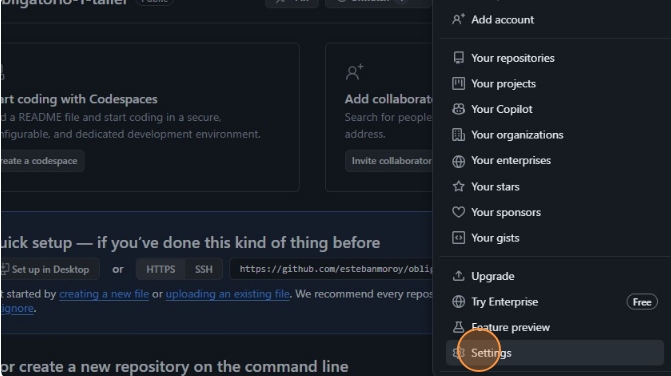 bligatorio-1-taller Public
Add account
Your repositories
Your projects
Your Copilot
Your organizations
Your enterprises
Your stars
Your sponsors
Your gists
Upgrade
Try Enterprise Free
Feature preview
Settings
art coding with Codespaces
d a README file and start coding in a secure,
nfigurable, and dedicated development environment.
reate a codespace
Add collaborato
Search for people
address.
Invite collaborator
uick setup — if you've done this kind of thing before
Set up in Desktop or HTTPS SSH https://github.com/estebanmoroy/oblig
t started by creating a new file or uploading an existing file. We recommend every repos
ignore.
or create a new repository on the command line